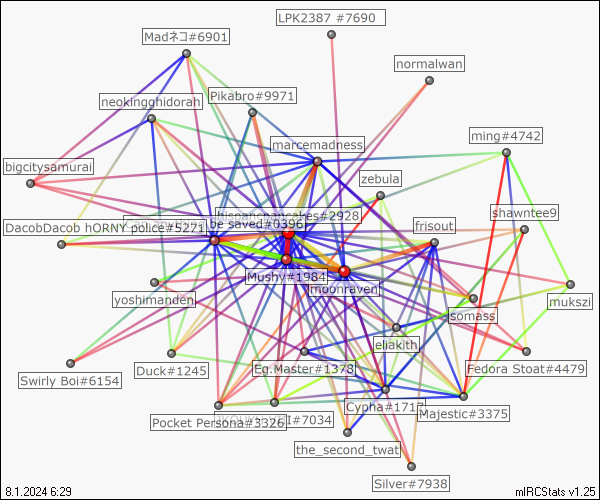 LPK2387 #7690
Madネコ#6901
normalwan
Pikabro#9971
neokingghidorah
ming#4742
marcemadness
bigcitysamurai
zebula
shawntee9
hispancpancakes#2928
be saved#0396
DacobDacob hORNY police#5271
frisout
Mushy#1984
moonraven
yoshimanden
mukszi
somass
eliakith
Eg.Master#1378
Fedora Stoat#4479
Duck#1245
Swirly Boi#6154
Cypha#1717
Majestic#3375
Pocket Persona#3326
#7034
the_second_twat
Silver#7938
8.1.2024 6:29
mIRCStats v1.25